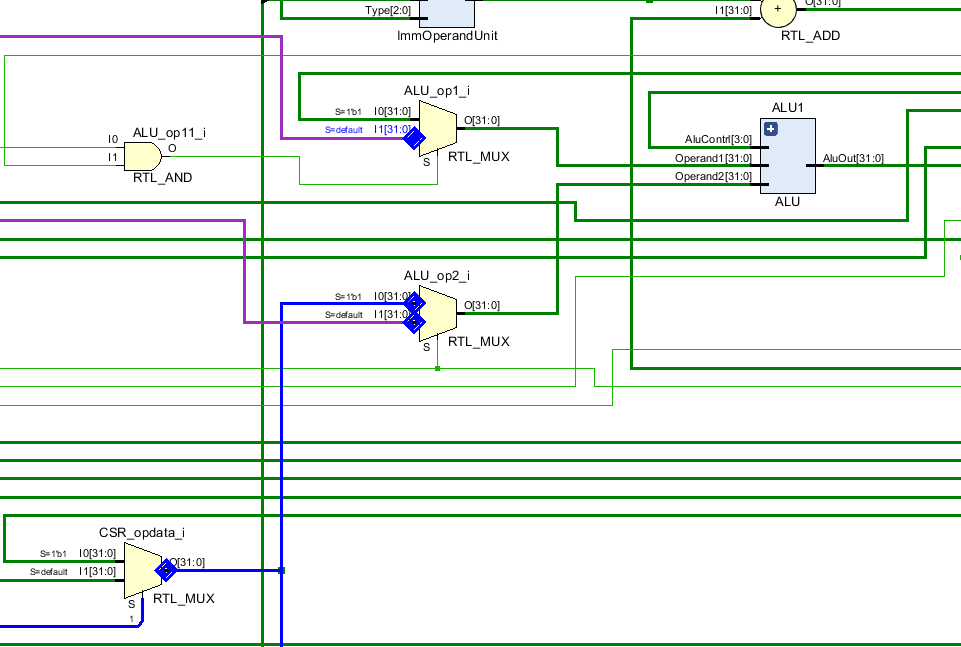 O[31:0]
Type[2:0]
I1[31:0]
+
ImmOperandUnit
RTL_ADD
ALU_op1_i
S=1'b1 I0[31:0]
S=default I1[31:0]
O[31:0]
S
RTL_MUX
ALU1
AluContrl[3:0]
Operand1[31:0]
Operand2[31:0]
AluOut[31:0]
ALU
ALU_op11_i
I0
I1
O
RTL_AND
ALU_op2_i
S=1'b1 I0[31:0]
S=default I1[31:0]
O[31:0]
S
RTL_MUX
CSR_opdata_i
S=1'b1 I0[31:0]
S=default I1[31:0]
O[31:0]
S
RTL_MUX
1